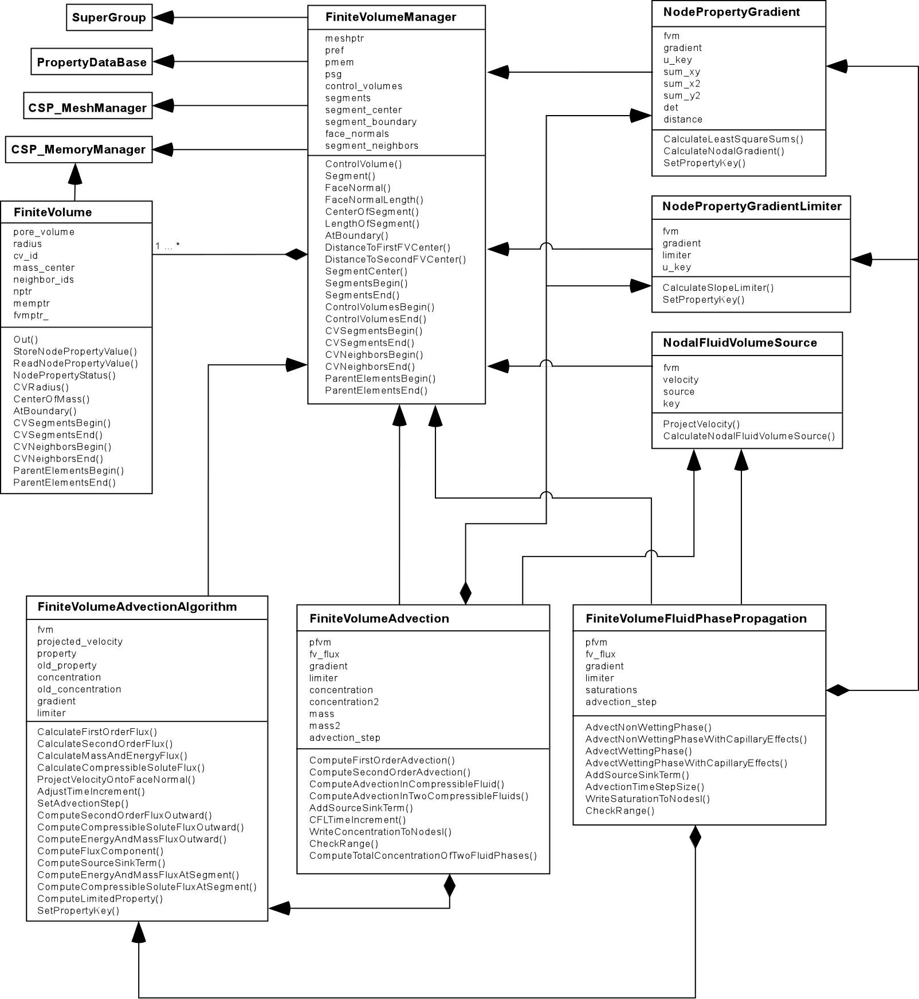 SuperGroup
PropertyDataBase
CSP_MeshManager
CSP_MemoryManager
FiniteVolume
pore_volume
radius
cv_id
mass_center
neighbor_ids
nptr
memptr
fvmptr_
Out()
StoreNodePropertyValue()
ReadNodePropertyValue()
NodePropertyStatus()
CVRadius()
CenterOfMass()
AtBoundary()
CVSegmentsBegin()
CVSegmentsEnd()
CVNeighborsBegin()
CVNeighborsEnd()
ParentElementsBegin()
ParentElementsEnd()
1 ... *
FiniteVolumeManager
meshptr
pref
pmem
psg
control_volumes
segments
segment_center
segment_boundary
face_normals
segment_neighbors
ControlVolume()
Segment()
FaceNormal()
FaceNormalLength()
CenterOfSegment()
LengthOfSegment()
AtBoundary()
DistanceToFirstFVCenter()
DistanceToSecondFVCenter()
SegmentCenter()
SegmentsBegin()
SegmentsEnd()
ControlVolumesBegin()
ControlVolumesEnd()
CVSegmentsBegin()
CVSegmentsEnd()
CVNeighborsBegin()
CVNeighborsEnd()
ParentElementsBegin()
ParentElementsEnd()
NodePropertyGradient
fvm
gradient
u_key
sum_xy
sum_x2
sum_y2
det
distance
CalculateLeastSquareSums()
CalculateNodalGradient()
SetPropertyKey()
NodePropertyGradientLimiter
fvm
gradient
limiter
u_key
CalculateSlopeLimiter()
SetPropertyKey()
NodalFluidVolumeSource
fvm
velocity
source
key
ProjectVelocity()
CalculateNodalFluidVolumeSource()
FiniteVolumeAdvectionAlgorithm
fvm
projected_velocity
property
old_property
concentration
old_concentration
gradient
limiter
CalculateFirstOrderFlux()
CalculateSecondOrderFlux()
CalculateMassAndEnergyFlux()
CalculateCompressibleSoluteFlux()
ProjectVelocityOntoFaceNormal()
AdjustTimeIncrement()
SetAdvectionStep()
ComputeSecondOrderFluxOutward()
ComputeCompressibleSoluteFluxOutward()
ComputeEnergyAndMassFluxOutward()
ComputeFluxComponent()
ComputeSourceSinkTerm()
ComputeEnergyAndMassFluxAtSegment()
ComputeCompressibleSoluteFluxAtSegment()
ComputeLimitedProperty()
SetPropertyKey()
FiniteVolumeAdvection
pfvm
fv_flux
gradient
limiter
concentration
concentration2
mass
mass2
advection_step
ComputeFirstOrderAdvection()
ComputeSecondOrderAdvection()
ComputeAdvectionInCompressibleFluid()
ComputeAdvectionInTwoCompressibleFluids()
AddSourceSinkTerm()
CFLTimeIncrement()
WriteConcentrationToNodesI()
CheckRange()
ComputeTotalConcentrationOfTwoFluidPhases()
FiniteVolumeFluidPhasePropagation
pfvm
fv_flux
gradient
limiter
saturations
advection_step
AdvectNonWettingPhase()
AdvectNonWettingPhaseWithCapillaryEffects()
AdvectWettingPhase()
AdvectWettingPhaseWithCapillaryEffects()
AddSourceSinkTerm()
AdvectionTimeStepSize()
WriteSaturationToNodesI()
CheckRange()